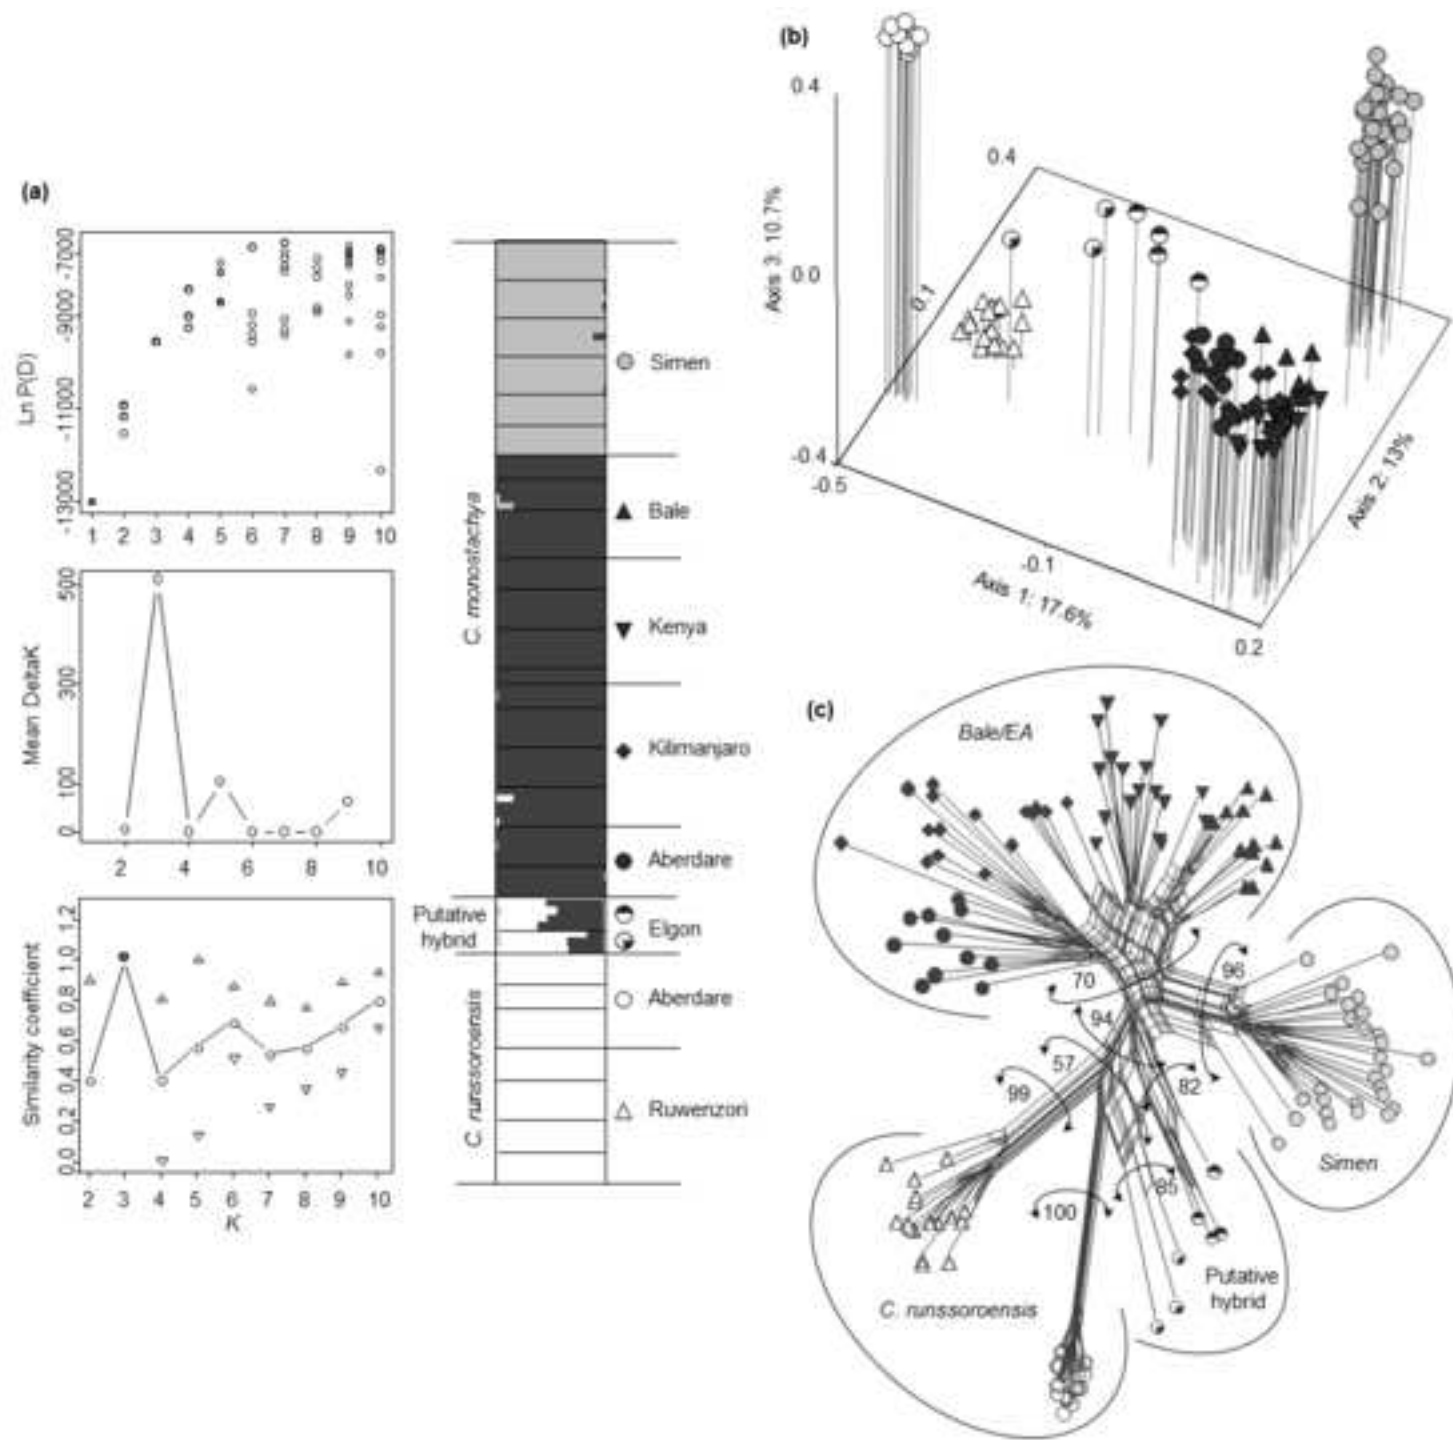 (a)
Ln P(D)
-7000
-9000
-11000
-13000
1 2 3 4 5 6 7 8 9 10
Mean DeltaK
500
300
100
0
2 4 6 8 10
Similarity coefficient
1.2
1.0
0.8
0.6
0.4
0.2
0.0
2 3 4 5 6 7 8 9 10
K
C. monostachya
Putative
hybrid
C. runssoroensis
Simen
Bale
Kenya
Kilimanjaro
Aberdare
Elgon
Aberdare
Ruwenzori
(b)
0.4
0.0
-0.4
Axis 3: 10.7%
0.4
0.1
-0.5
-0.1
0.2
Axis 1: 17.6%
Axis 2: 13%
(c)
Bale/EA
70
96
94
57
99
82
85
100
Simen
Putative
hybrid
C. runssoroensis